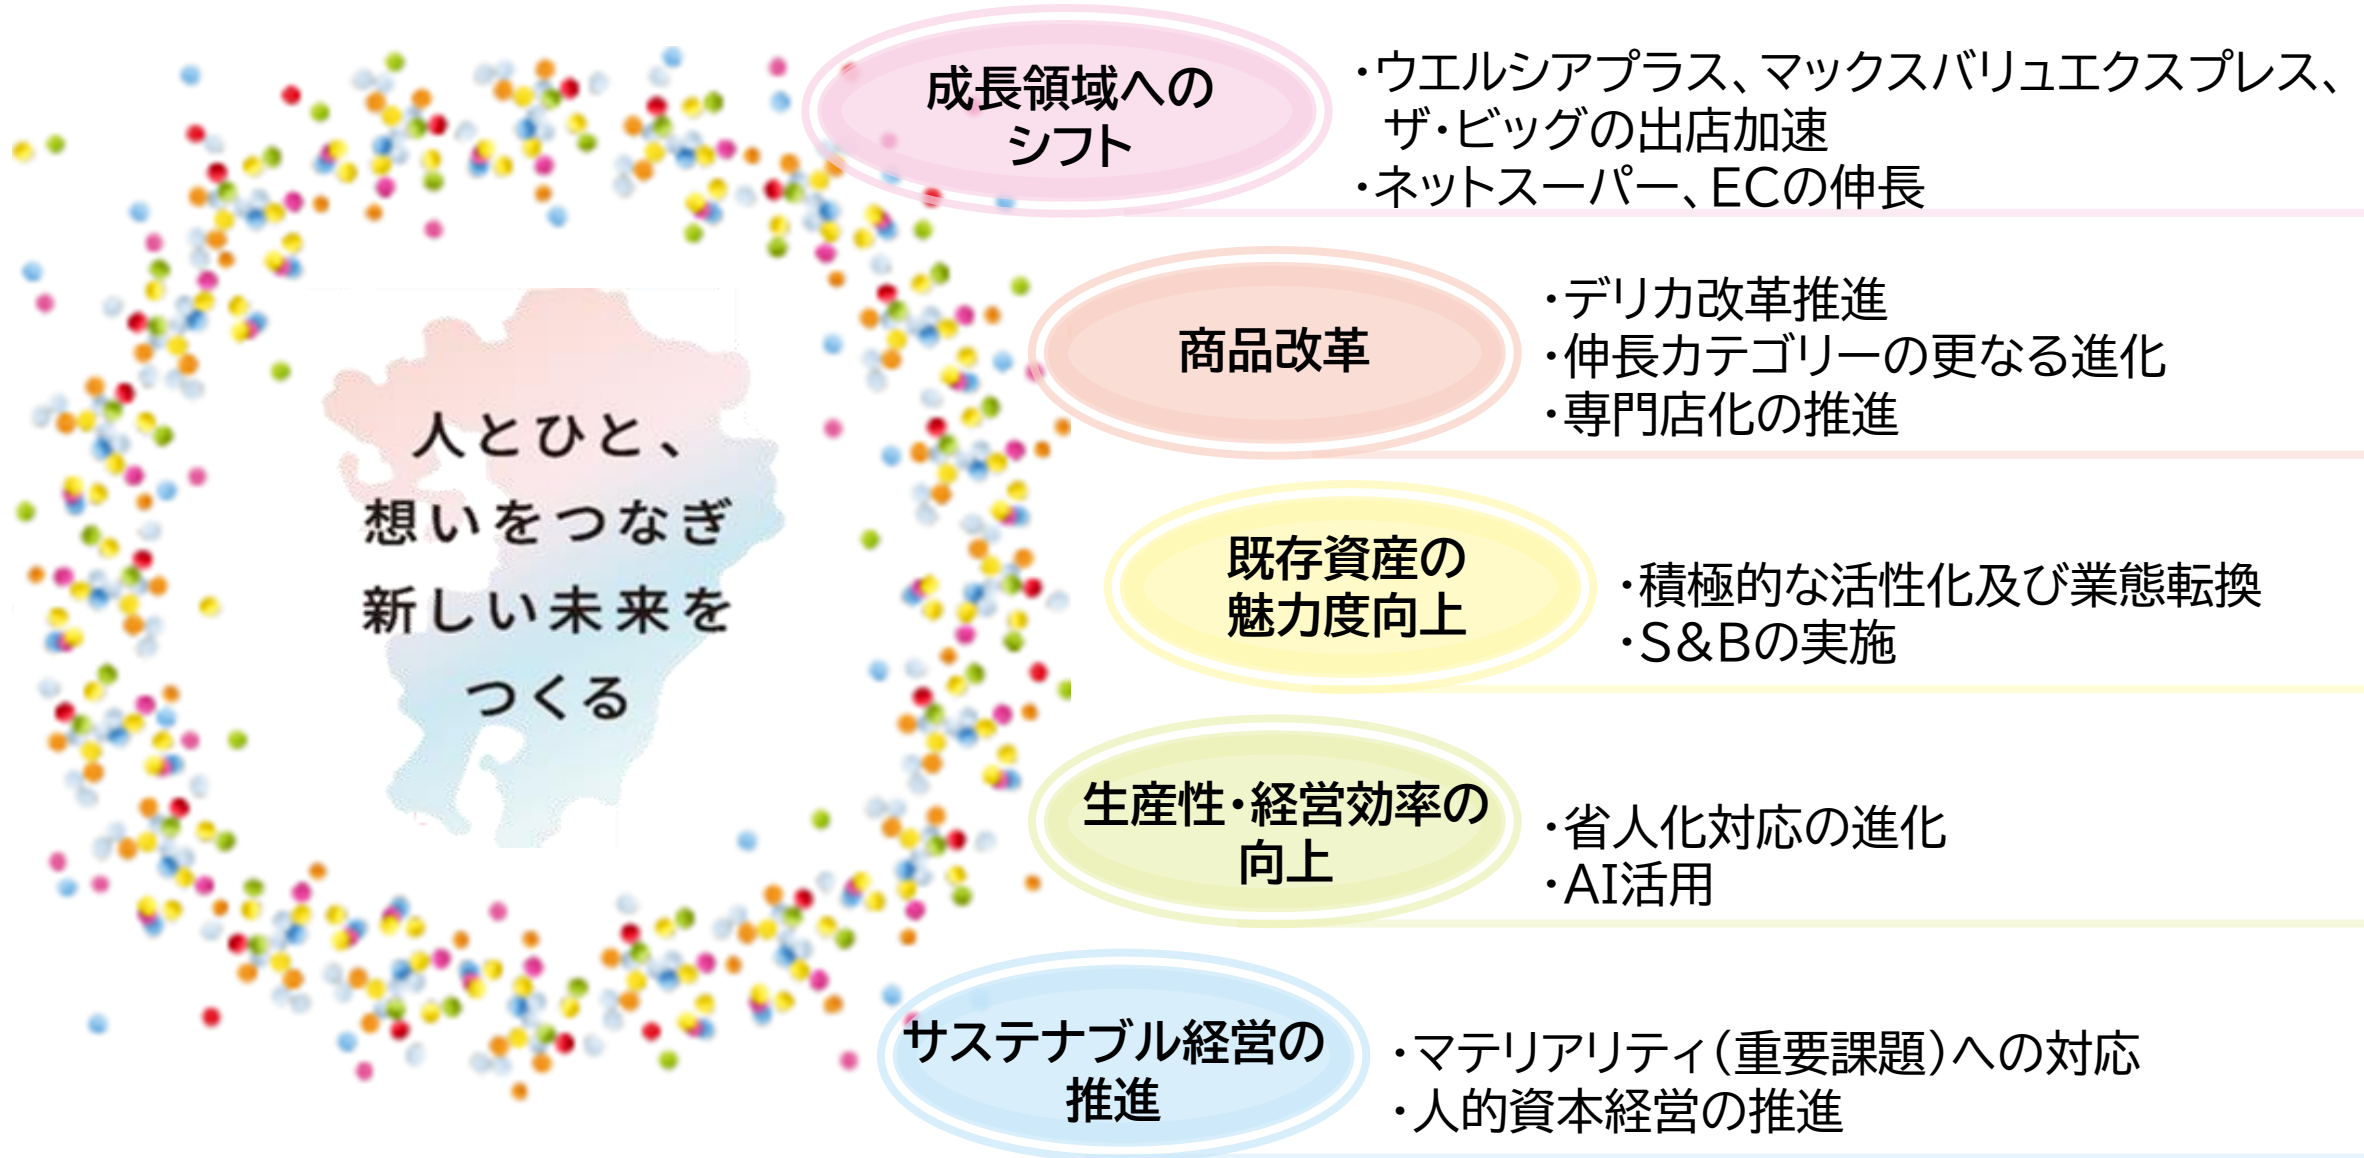 人とひと、
想いをつなぎ
新しい未来を
つくる
成長領域への
シフト
・ウエルシアプラス、マックスバリュエクスプレス、
ザ・ビッグの出店加速
・ネットスーパー、ECの伸長
商品改革
・デリカ改革推進
・伸長カテゴリーの更なる進化
・専門店化の推進
既存資産の
魅力度向上
・積極的な活性化及び業態転換
・S&Bの実施
生産性・経営効率の
向上
・省人化対応の進化
・AI活用
サステナブル経営の
推進
・マテリアリティ(重要課題)への対応
・人的資本経営の推進